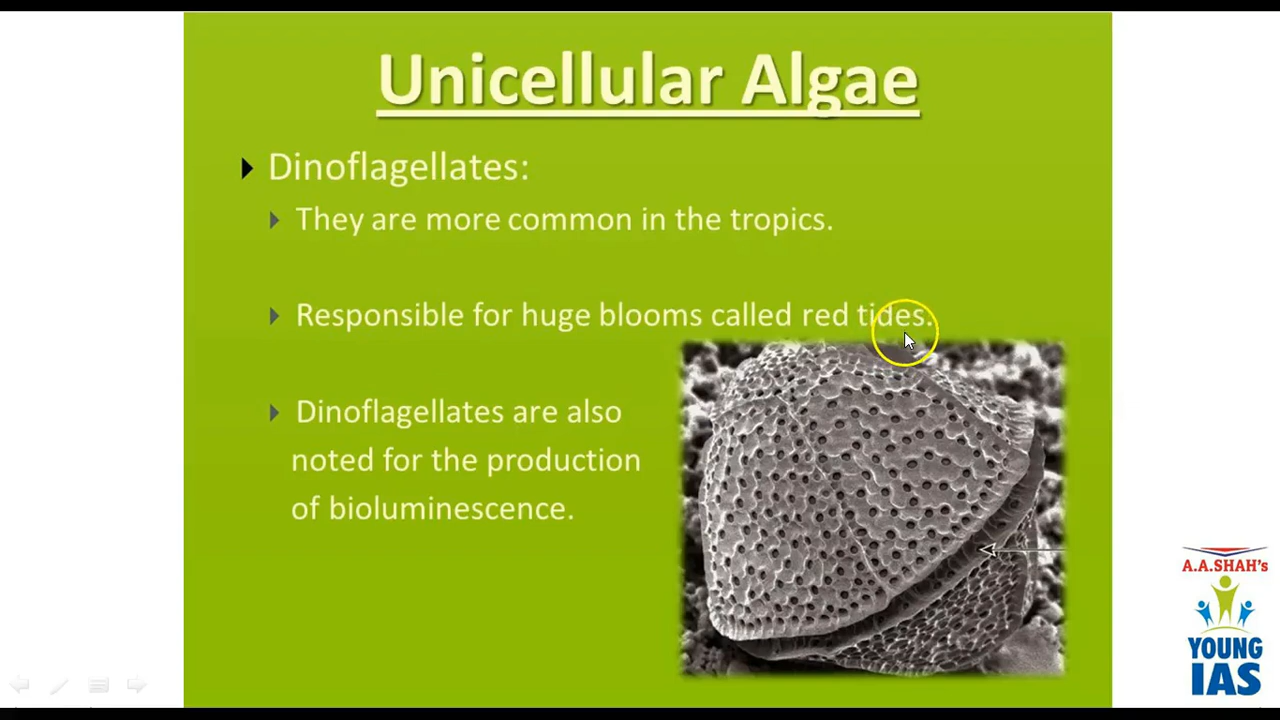 Unicellular Algae
Dinoflagellates:
They are more common in the tropics.
Responsible for huge blooms called red tides.
Dinoflagellates are also
noted for the production
of bioluminescence.
A.A.SHAH's
YOUNG
IAS